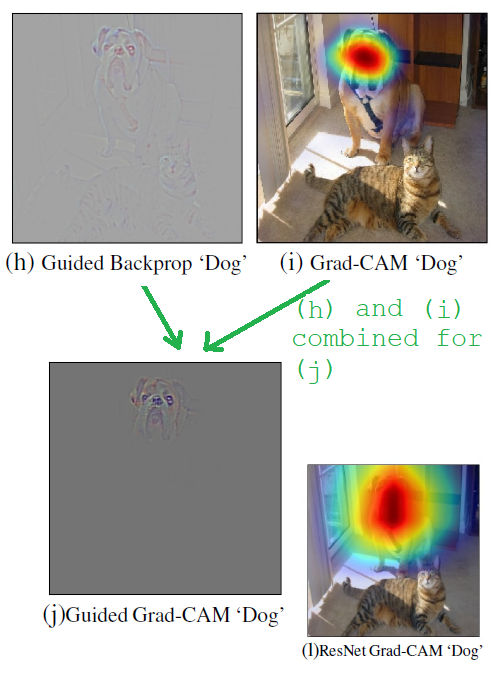 (h) Guided Backprop ‘Dog’
(i) Grad-CAM ‘Dog’
(h) and (i)
combined for
(j)
(j)Guided Grad-CAM ‘Dog’
(l)ResNet Grad-CAM ‘Dog’